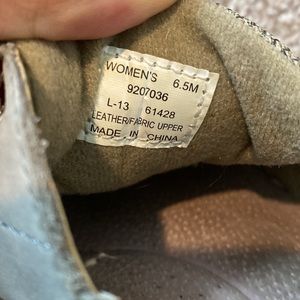 WOMEN'S 6.5M
9207036
L-13 61428
LEATHER/FABRIC UPPER
MADE IN CHINA